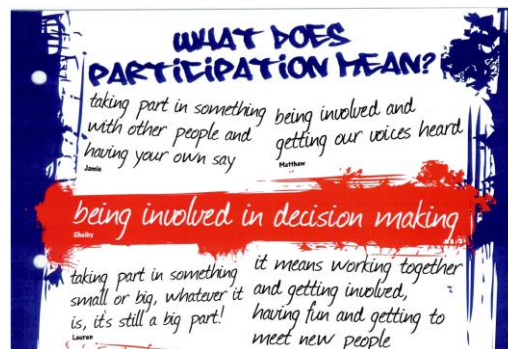 WHAT DOES
PARTICIPATION MEAN?
taking part in something
with other people and
having your own say
Jamie
being involved and
getting our voices heard
Matthew
being involved in decision making
Shelby
taking part in something
small or big, whatever it
is, it's still a big part!
Lauren
it means working together
and getting involved,
having fun and getting to
meet new people